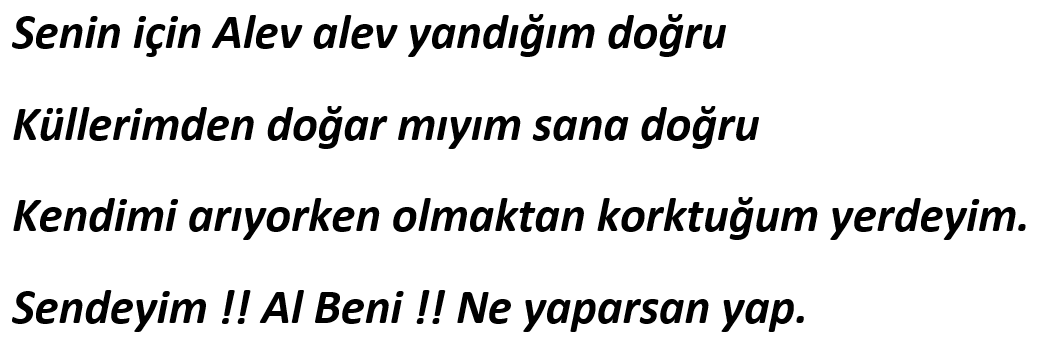 Senin için Alev alev yandığım doğru
Küllerimden doğar mıyım sana doğru
Kendimi arıyorken olmaktan korktuğum yerdeyim.
Sendeyim !! Al Beni !! Ne yaparsan yap.